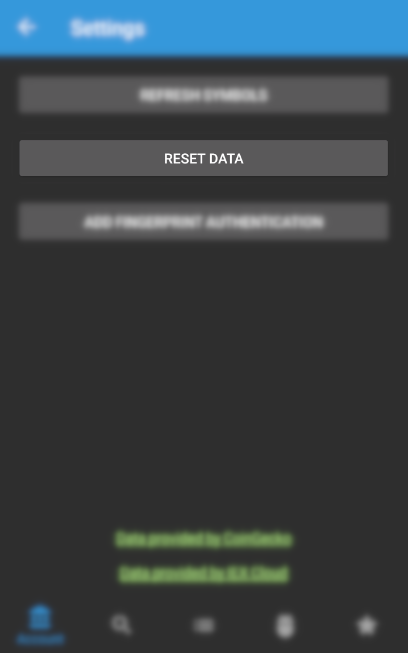 Settings
REFRESH SYMBOLS
RESET DATA
ADD FINGERPRINT AUTHENTICATION
Data provided by CoinGecko
Data provided by IEX Cloud
Account